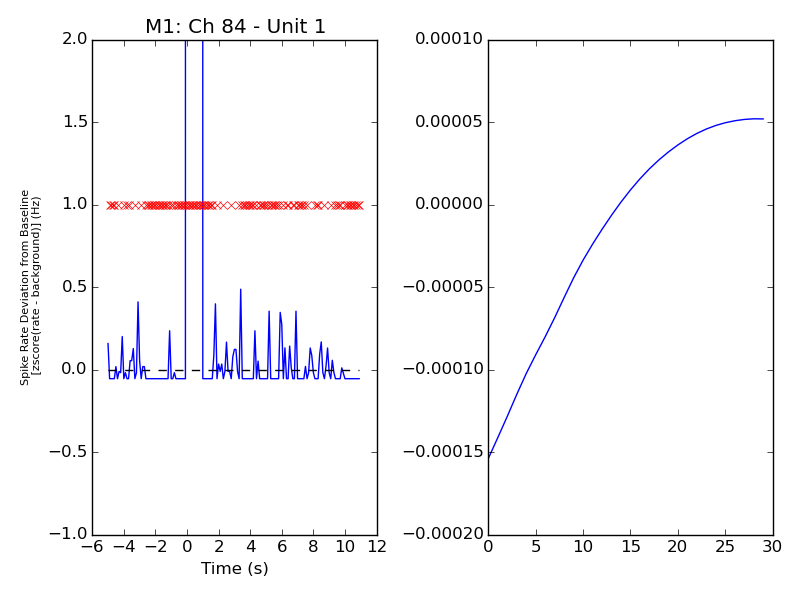 M1: Ch 84 - Unit 1
2.0
1.5
1.0
0.5
0.0
−0.5
−1.0
Spike Rate Deviation from Baseline
[zscore(rate - background)] (Hz)
−6 −4 −2 0 2 4 6 8 10 12
Time (s)
0.00010
0.00005
0.00000
−0.00005
−0.00010
−0.00015
−0.00020
0 5 10 15 20 25 30